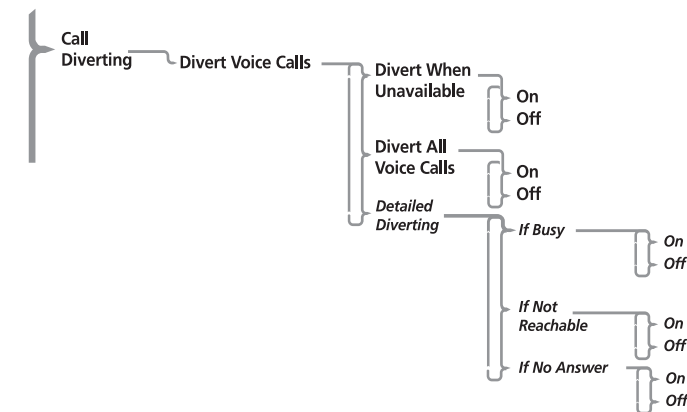 Call
Diverting
Divert Voice Calls
Divert When
Unavailable
On
Off
Divert All
Voice Calls
On
Off
Detailed
Diverting
If Busy
On
Off
If Not
Reachable
On
Off
If No Answer
On
Off